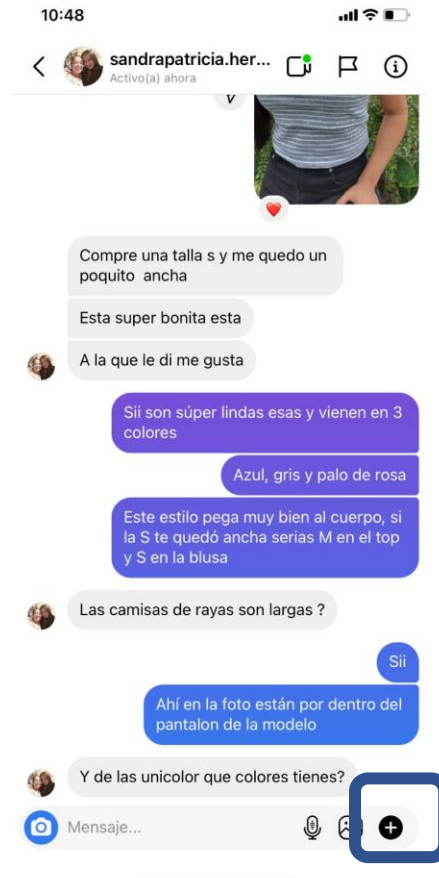 10:48
sandrapatricia.her...
Activo(a) ahora
Compre una talla s y me quedo un
poquito ancha
Esta super bonita esta
A la que le di me gusta
Sii son súper lindas esas y vienen en 3
colores
Azul, gris y palo de rosa
Este estilo pega muy bien al cuerpo, si
la S te quedó ancha serias M en el top
y S en la blusa
Las camisas de rayas son largas ?
Sii
Ahí en la foto están por dentro del
pantalon de la modelo
Y de las unicolor que colores tienes?
Mensaje...